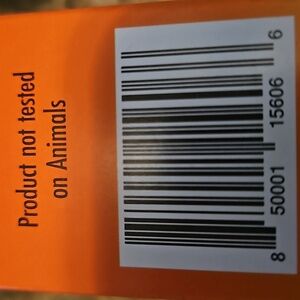 Product not tested
on Animals
8 50001 15606 6